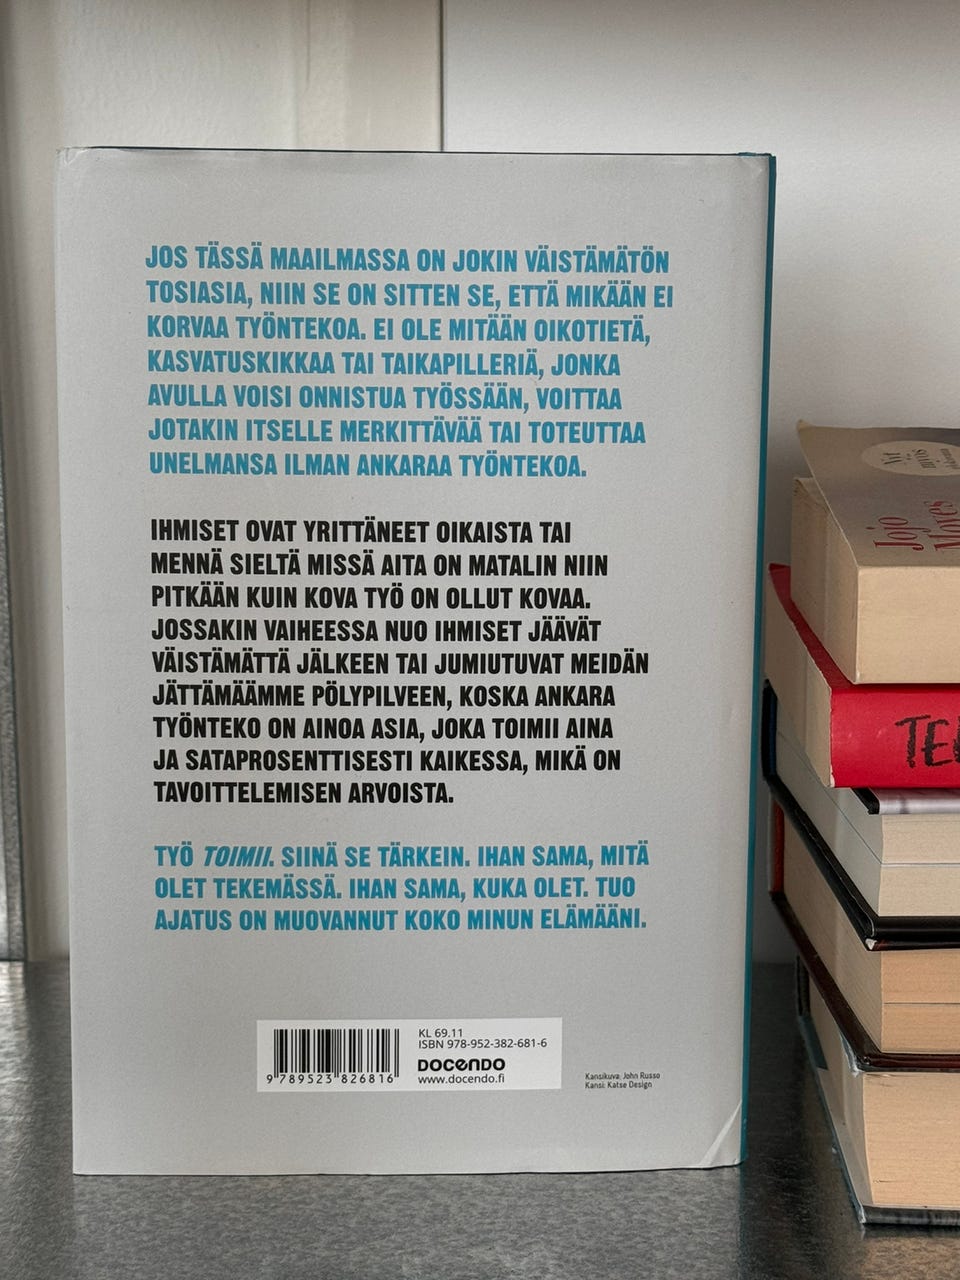 JOS TÄSSÄ MAAILMASSA ON JOKIN VÄISTÄMÄTÖN
TOSIASIA, NIIN SE ON SITTEN SE, ETTÄ MIKÄÄN EI
KORVAA TYÖNTEKOA. EI OLE MITÄÄN OIKOTIETÄ,
KASVATUSKIKKAA TAI TAIKAPILLERIÄ, JONKA
AVULLA VOISI ONNISTUA TYÖSSÄÄN, VOITTAA
JOTAKIN ITSELLE MERKITTÄVÄÄ TAI TOTEUTTAA
UNELMANSA ILMAN ANKARAA TYÖNTEKOA.
IHMISET OVAT YRITTÄNEET OIKAISTA TAI
MENNÄ SIELTÄ MISSÄ AITA ON MATALIN NIIN
PITKÄÄN KUIN KOVA TYÖ ON OLLUT KOVAA.
JOSSAKIN VAIHEESSA NUO IHMISET JÄÄVÄT
VÄISTÄMÄTTÄ JÄLKEEN TAI JUMIUTUVAT MEIDÄN
JÄTTÄMÄÄMME PÖLYPILVEEN, KOSKA ANKARA
TYÖNTEKO ON AINOA ASIA, JOKA TOIMII AINA
JA SATAPROSENTTISESTI KAIKESSA, MIKÄ ON
TAVOITTELEMISEN ARVOISTA.
TYÖ TOIMII. SIINÄ SE TÄRKEIN. IHAN SAMA, MITÄ
OLET TEKEMÄSSÄ. IHAN SAMA, KUKA OLET. TUO
AJATUS ON MUOVANNUT KOKO MINUN ELÄMÄÄNI.
KL 69.11
ISBN 978-952-382-681-6
DOCENDO
www.docendo.fi
9 789523 826816
Kansikuva: John Russo
Kansi: Katse Design
Jojo
Moyes
TE